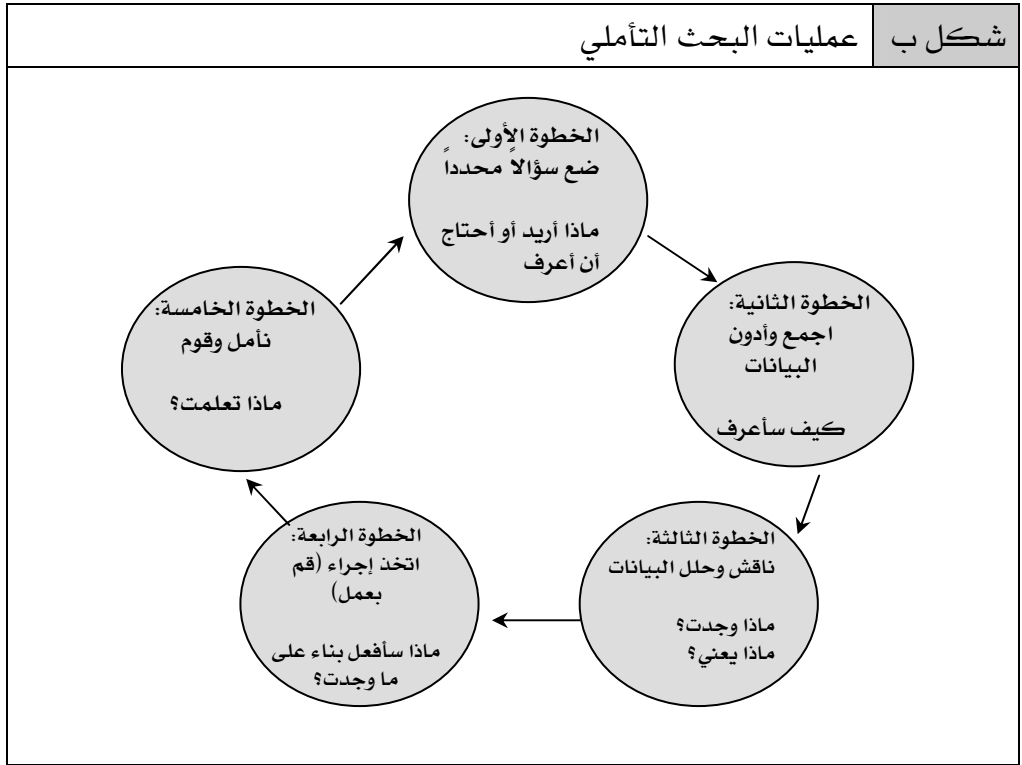 شكل ب
عمليات البحث التأملي
الخطوة الأولى:
ضع سؤالاً محدداً
ماذا أريد أو أحتاج
أن أعرف
الخطوة الثانية:
اجمع وأدون
البيانات
كيف سأعرف
الخطوة الثالثة:
ناقش وحلل البيانات
ماذا وجدت؟
ماذا يعني؟
الخطوة الرابعة:
اتخذ إجراء (قم
بعمل)
ماذا سأفعل بناء على
ما وجدت؟
الخطوة الخامسة:
نأمل وقوم
ماذا تعلمت؟